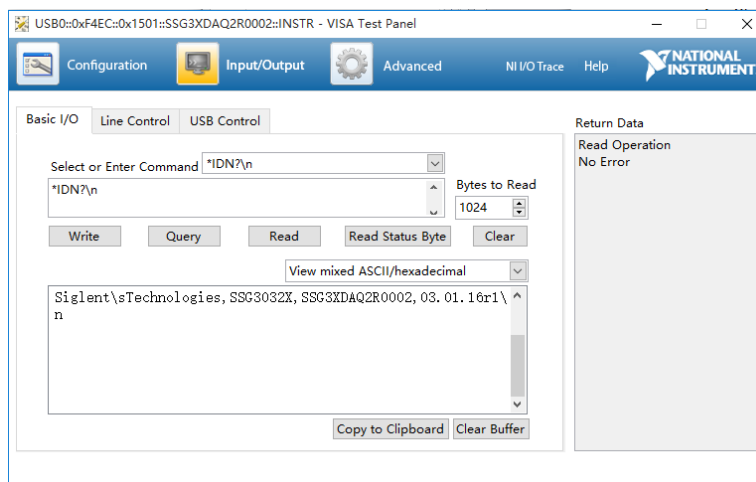 USB0::0xF4EC::0x1501::SSG3XDAQ2R0002::INSTR - VISA Test Panel
Configuration
Input/Output
Advanced
NI I/O Trace
Help
NATIONAL
INSTRUMENT
Basic I/O
Line Control
USB Control
Return Data
Read Operation
No Error
Select or Enter Command
*IDN?\n
*IDN?\n
Bytes to Read
1024
Write
Query
Read
Read Status Byte
Clear
View mixed ASCII/hexadecimal
Siglent\sTechnologies,SSG3032X,SSG3XDAQ2R0002,03.01.16r1\
n
Copy to Clipboard
Clear Buffer